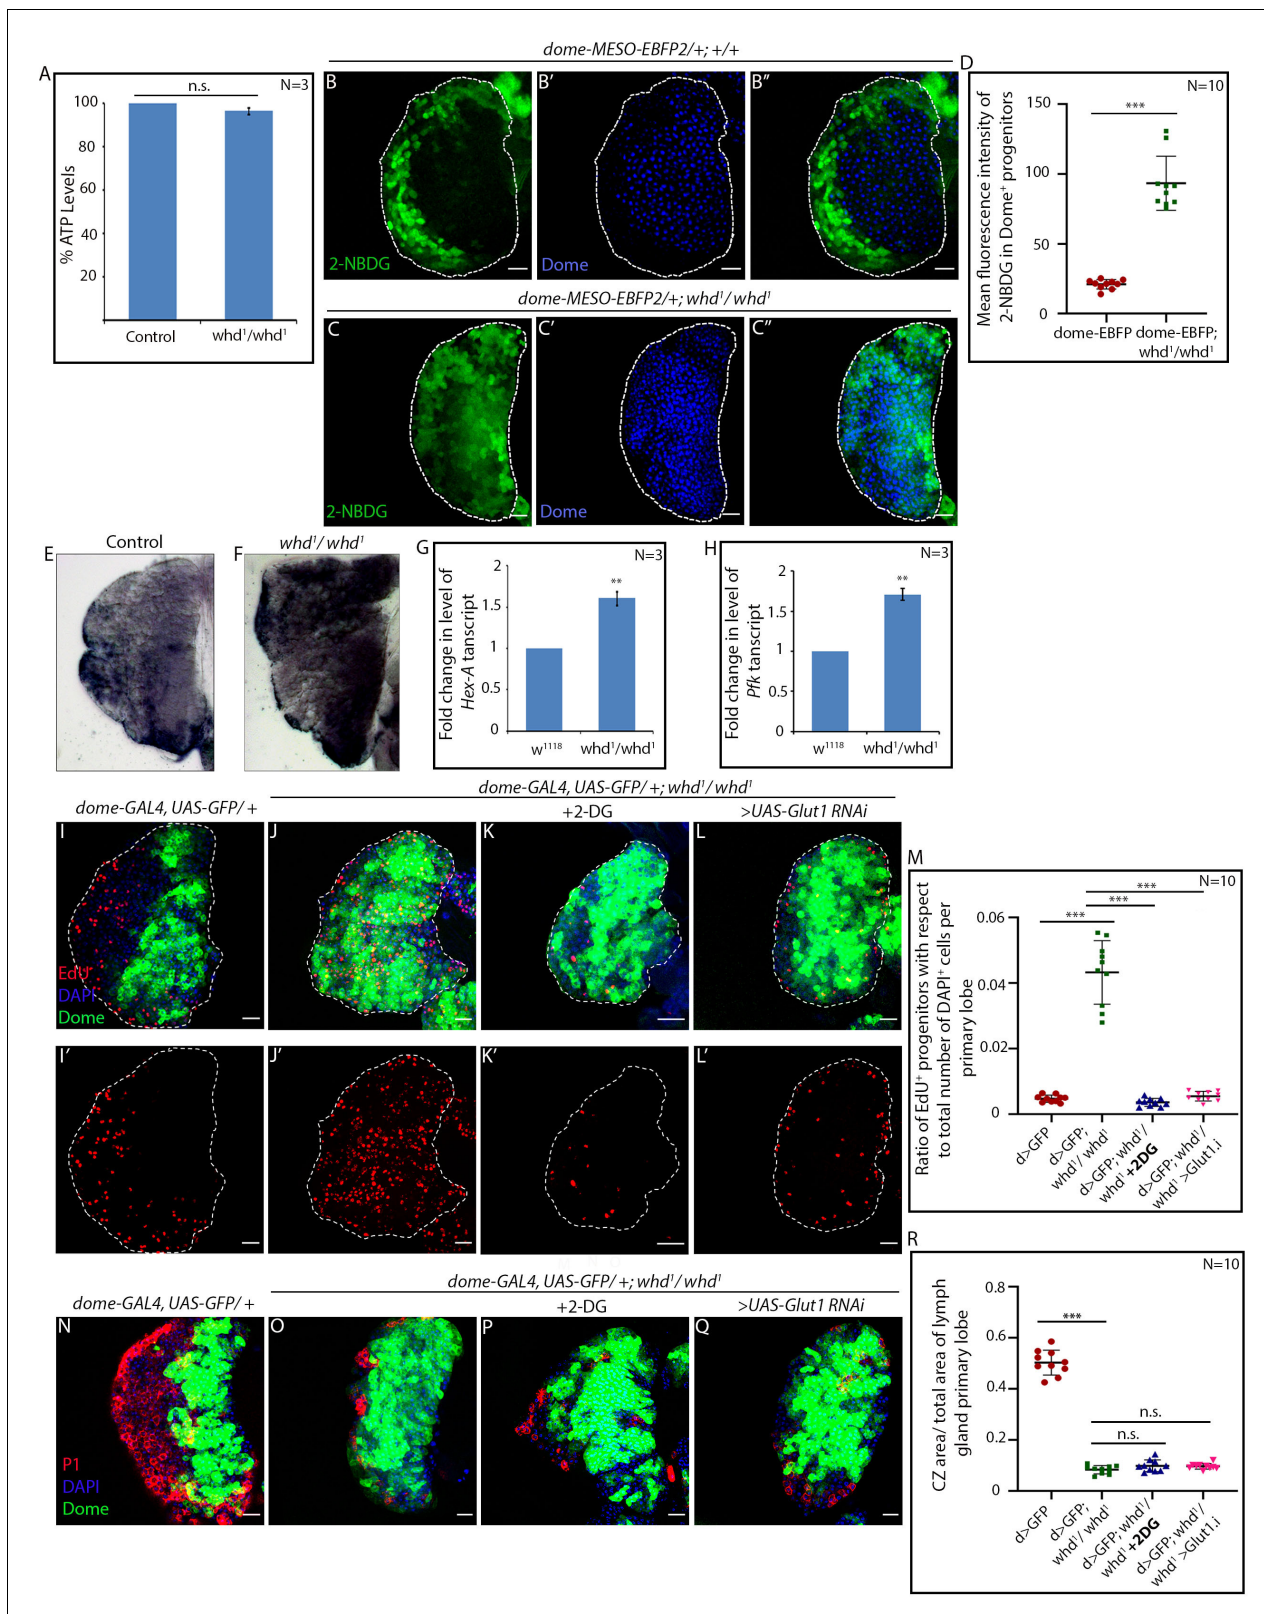 dome-MESO-EBFP2/+; +/+
A
N=3
n.s.
100
80
60
40
20
% ATP Levels
Control
whd¹/whd¹
B
2-NBDG
B′
Dome
B″
dome-MESO-EBFP2/+; whd¹/ whd¹
C
2-NBDG
C′
Dome
C″
D
N=10
***
150
100
50
0
Mean fluorescence intensity of
2-NBDG in Dome⁺ progenitors
dome-EBFP
dome-EBFP;
whd¹/whd¹
E
Control
F
whd¹/ whd¹
G
N=3
**
2
1.5
1
0.5
0
Fold change in level of
Hex-A tanscript
w¹¹¹⁸
whd¹/whd¹
H
N=3
**
2
1.5
1
0.5
0
Fold change in level of
Pfk tanscript
w¹¹¹⁸
whd¹/whd¹
dome-GAL4, UAS-GFP/ +; whd¹/ whd¹
dome-GAL4, UAS-GFP/ +
+2-DG
>UAS-Glut1 RNAi
I
EdU
DAPI
Dome
J
K
L
I′
J′
K′
L′
M
N=10
***
***
***
0.06
0.04
0.02
0
Ratio of EdU⁺ progenitors with respect
to total number of DAPI⁺ cells per
primary lobe
d>GFP
d>GFP;
whd¹/ whd¹
d>GFP; whd¹/
whd¹ +2DG
d>GFP; whd¹/
whd¹ >Glut1.i
dome-GAL4, UAS-GFP/ +; whd¹/ whd¹
dome-GAL4, UAS-GFP/ +
+2-DG
>UAS-Glut1 RNAi
N
P1
DAPI
Dome
O
P
Q
R
N=10
***
n.s.
n.s.
0.8
0.6
0.4
0.2
0
CZ area/ total area of lymph
gland primary lobe
d>GFP
d>GFP;
whd¹/ whd¹
d>GFP; whd¹/
whd¹ +2DG
d>GFP; whd¹/
whd¹ >Glut1.i